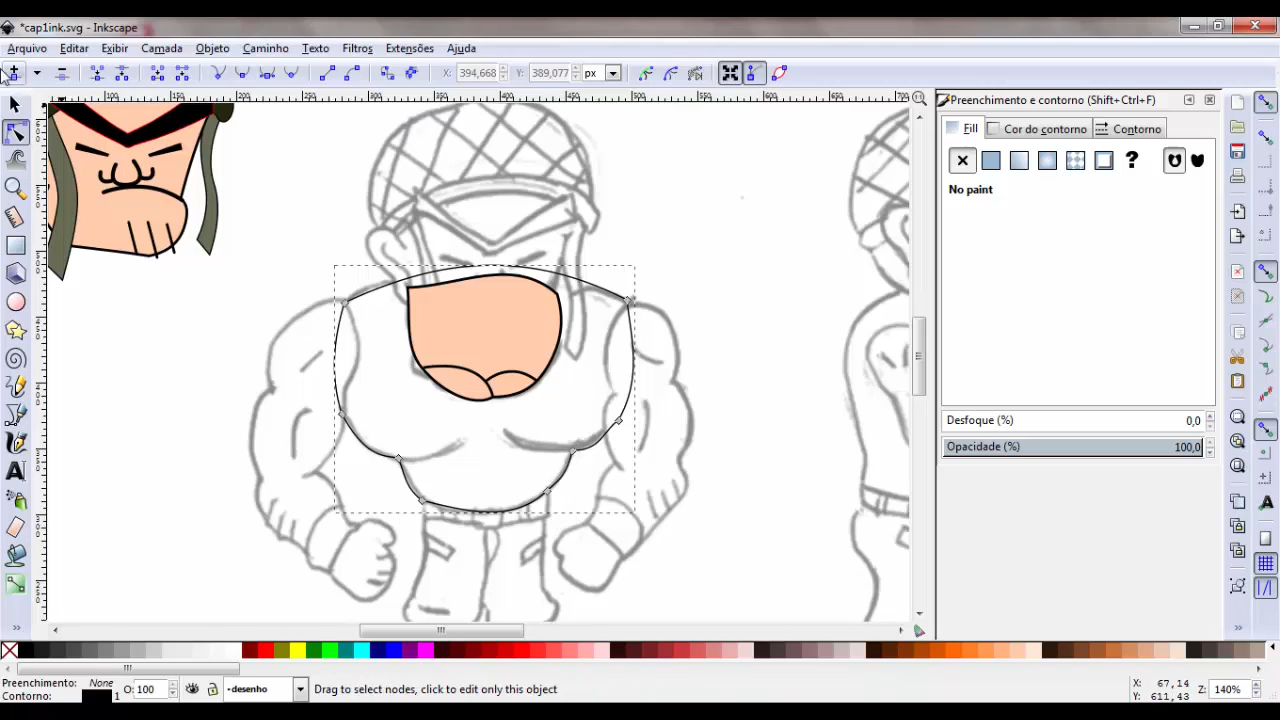 *cap1ink.svg - Inkscape
Arquivo Editar Exibir Camada Objeto Caminho Texto Filtros Extensões Ajuda
X: 394,668 Y: 389,077 px
Preenchimento e contorno (Shift+Ctrl+F)
Fill Cor do contorno Contorno
No paint
Desfoque (%) 0,0
Opacidade (%) 100,0
Preenchimento: None
Contorno: 1
O: 100
•desenho
Drag to select nodes, click to edit only this object
X: 67,14
Y: 611,43
Z: 140%